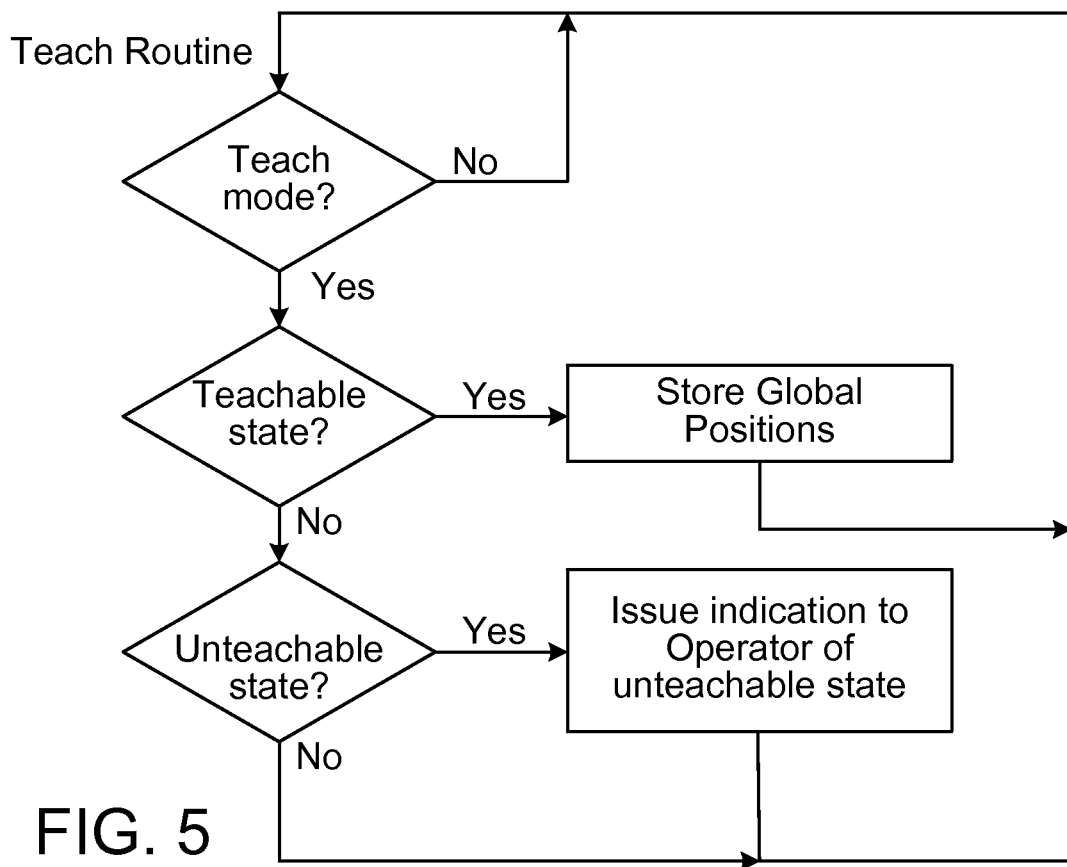 Teach Routine
Teach
mode?
No
Yes
Teachable
state?
Yes
Store Global
Positions
No
Unteachable
state?
Yes
Issue indication to
Operator of
unteachable state
No
FIG. 5